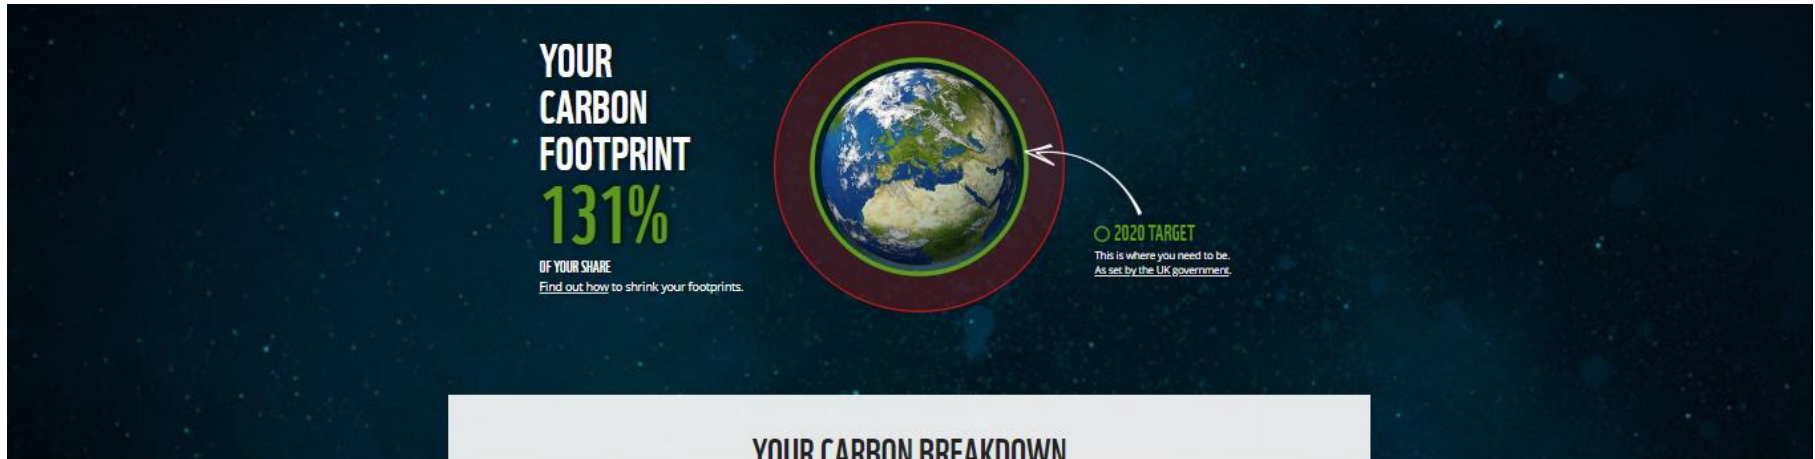 YOUR
CARBON
FOOTPRINT
131%
OF YOUR SHARE
Find out how to shrink your footprints.
2020 TARGET
This is where you need to be.
As set by the UK government.
YOUR CARBON BREAKDOWN